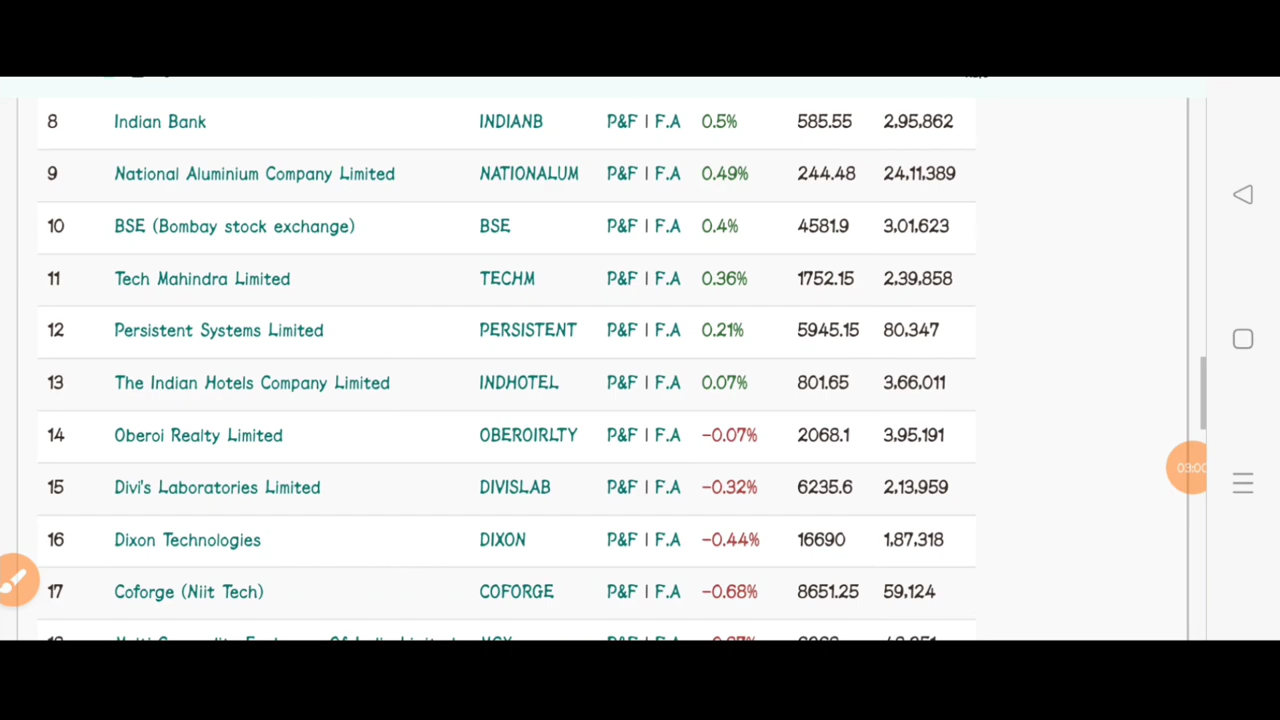 8 Indian Bank INDIANB P&F | F.A 0.5% 585.55 2,95,862
9 National Aluminium Company Limited NATIONALUM P&F | F.A 0.49% 244.48 24,11,389
10 BSE (Bombay stock exchange) BSE P&F | F.A 0.4% 4581.9 3,01,623
11 Tech Mahindra Limited TECHM P&F | F.A 0.36% 1752.15 2,39,858
12 Persistent Systems Limited PERSISTENT P&F | F.A 0.21% 5945.15 80,347
13 The Indian Hotels Company Limited INDHOTEL P&F | F.A 0.07% 801.65 3,66,011
14 Oberoi Realty Limited OBEROIRLTY P&F | F.A -0.07% 2068.1 3,95,191
15 Divi's Laboratories Limited DIVISLAB P&F | F.A -0.32% 6235.6 2,13,959
16 Dixon Technologies DIXON P&F | F.A -0.44% 16690 1,87,318
17 Coforge (Niit Tech) COFORGE P&F | F.A -0.68% 8651.25 59,124
03:00